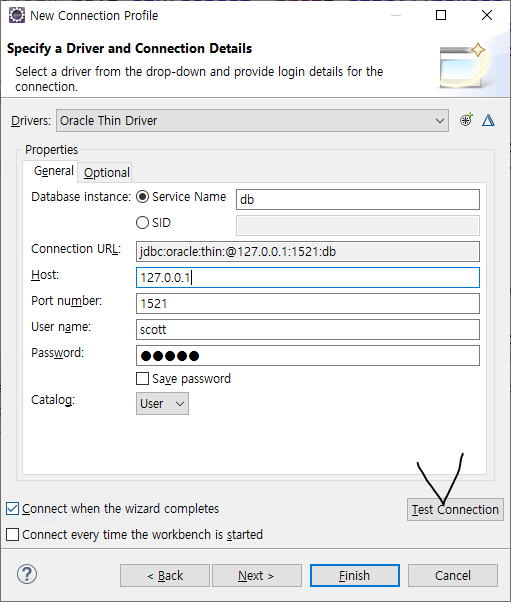 New Connection Profile
Specify a Driver and Connection Details
Select a driver from the drop-down and provide login details for the
connection.
Drivers: Oracle Thin Driver
Properties
General Optional
Database instance: Service Name db
SID
Connection URL: jdbc:oracle:thin:@127.0.0.1:1521:db
Host: 127.0.0.1
Port number: 1521
User name: scott
Password: ●●●●●
Save password
Catalog: User
Connect when the wizard completes Test Connection
Connect every time the workbench is started
? < Back Next > Finish Cancel